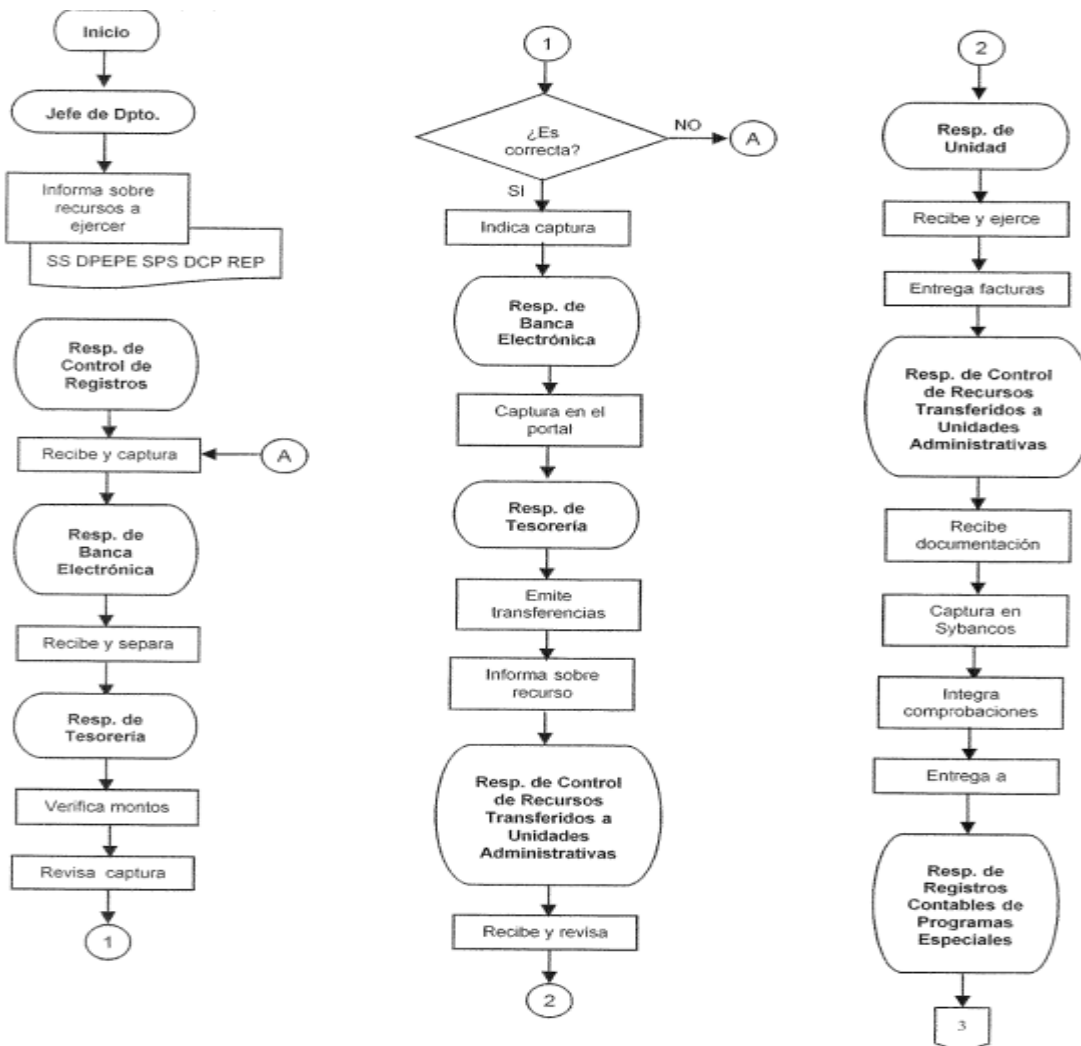 Inicio
Jefe de Dpto.
Informa sobre
recursos a
ejercer
SS DPEPE SPS DCP REP
Resp. de
Control de
Registros
Recibe y captura
A
Resp. de
Banca
Electrónica
Recibe y separa
Resp. de
Tesorería
Verifica montos
Revisa captura
1
1
¿Es
correcta?
NO
A
SI
Indica captura
Resp. de
Banca
Electrónica
Captura en el
portal
Resp. de
Tesorería
Emite
transferencias
Informa sobre
recurso
Resp. de Control
de Recursos
Transferidos a
Unidades
Administrativas
Recibe y revisa
2
2
Resp. de
Unidad
Recibe y ejerce
Entrega facturas
Resp. de Control
de Recursos
Transferidos a
Unidades
Administrativas
Recibe
documentación
Captura en
Sybancos
Integra
comprobaciones
Entrega a
Resp. de
Registros
Contables de
Programas
Especiales
3